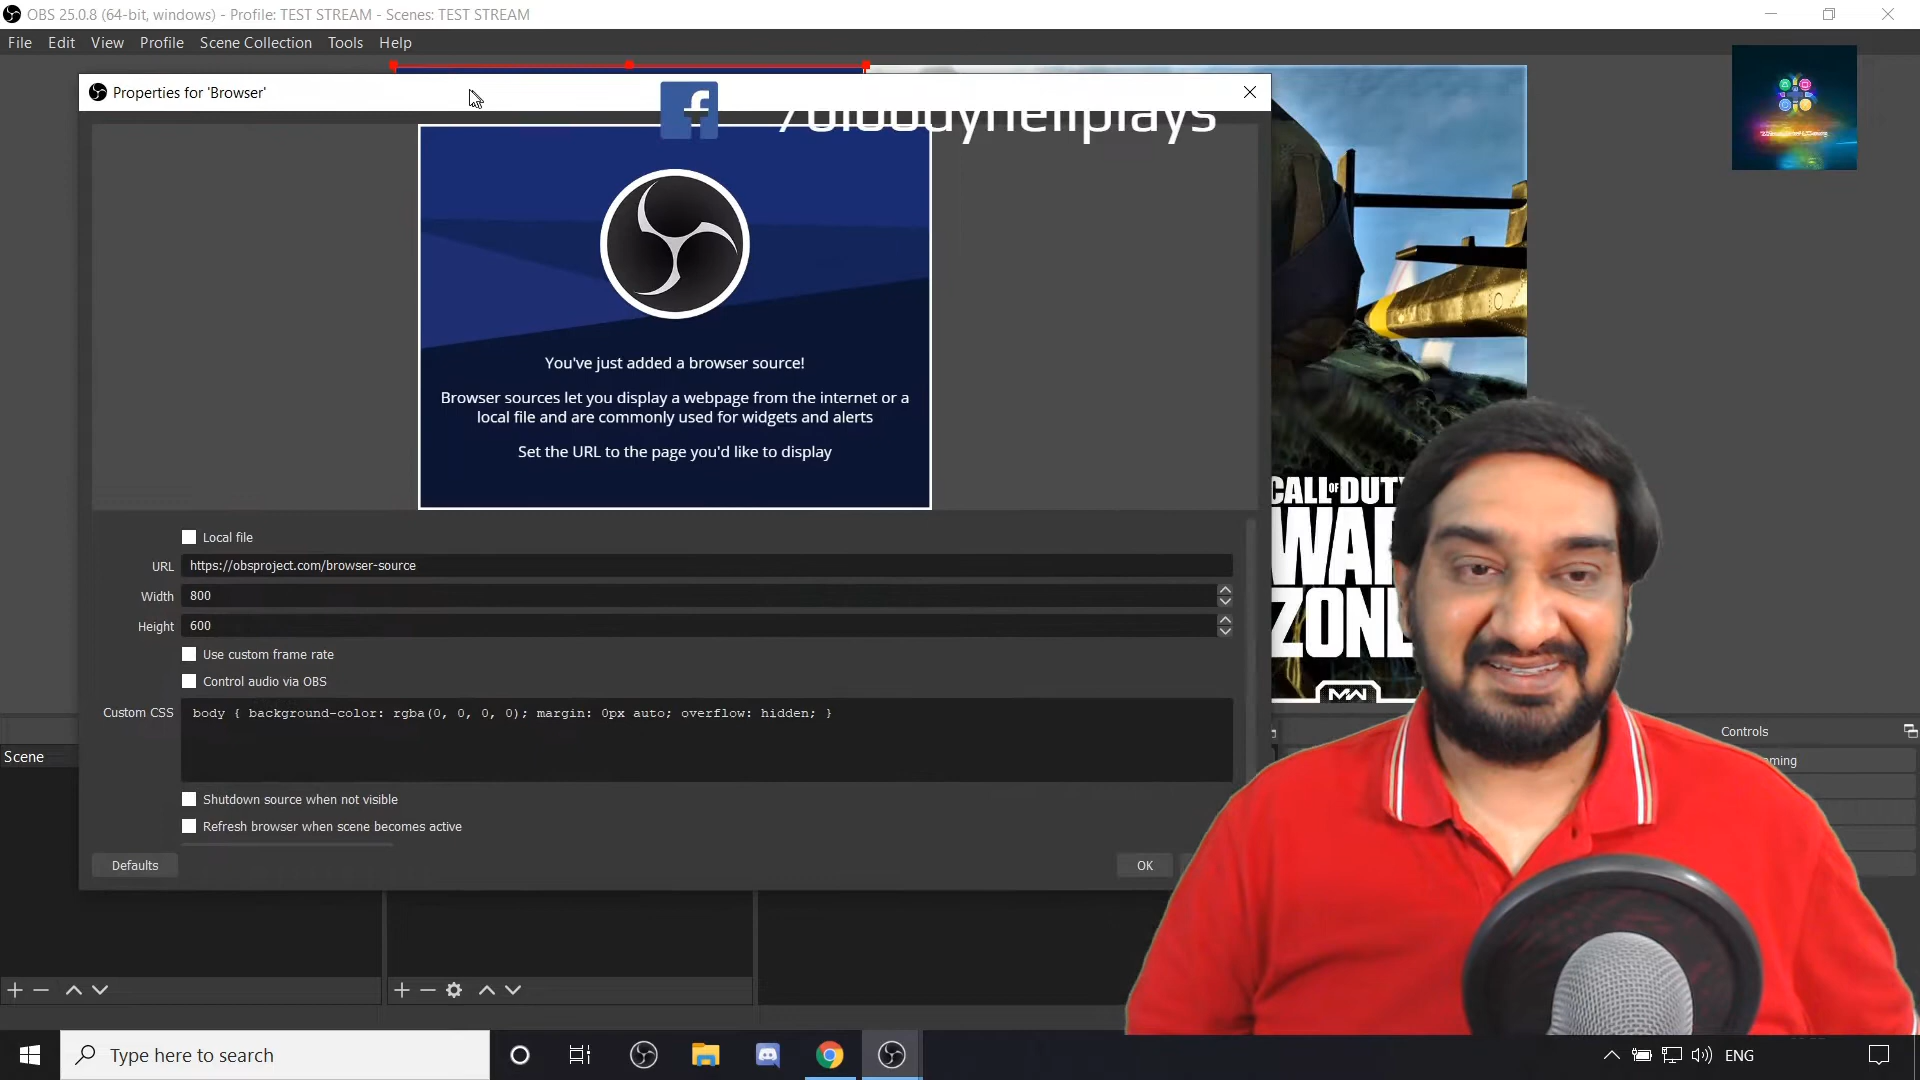 OBS 25.0.8 (64-bit, windows) - Profile: TEST STREAM - Scenes: TEST STREAM
File Edit View Profile Scene Collection Tools Help
Properties for 'Browser'
You've just added a browser source!
Browser sources let you display a webpage from the internet or a
local file and are commonly used for widgets and alerts
Set the URL to the page you'd like to display
Local file
URL https://obsproject.com/browser-source
Width 800
Height 600
Use custom frame rate
Control audio via OBS
Custom CSS body { background-color: rgba(0, 0, 0, 0); margin: 0px auto; overflow: hidden; }
Shutdown source when not visible
Refresh browser when scene becomes active
Defaults OK
CALL OF DUTY
WAR
ZONE
MW
Scene
Controls
Type here to search
ENG